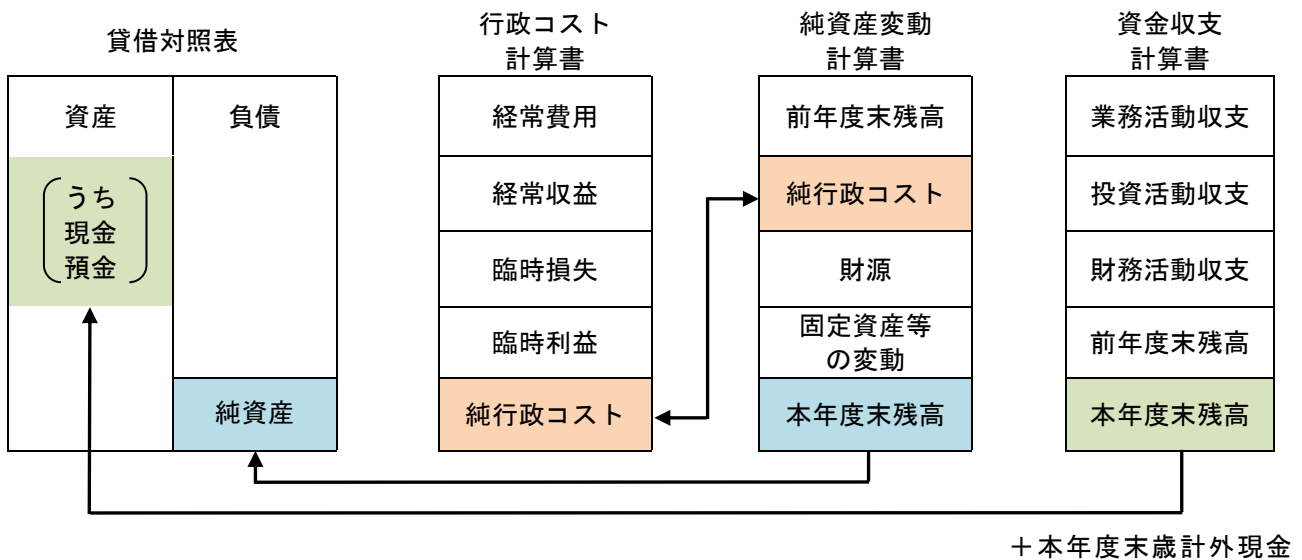 貸借対照表
資産
負債
うち
現金
預金
純資産
行政コスト
計算書
経常費用
経常収益
臨時損失
臨時利益
純行政コスト
純資産変動
計算書
前年度末残高
純行政コスト
財源
固定資産等
の変動
本年度末残高
資金収支
計算書
業務活動収支
投資活動収支
財務活動収支
前年度末残高
本年度末残高
＋本年度末歳計外現金